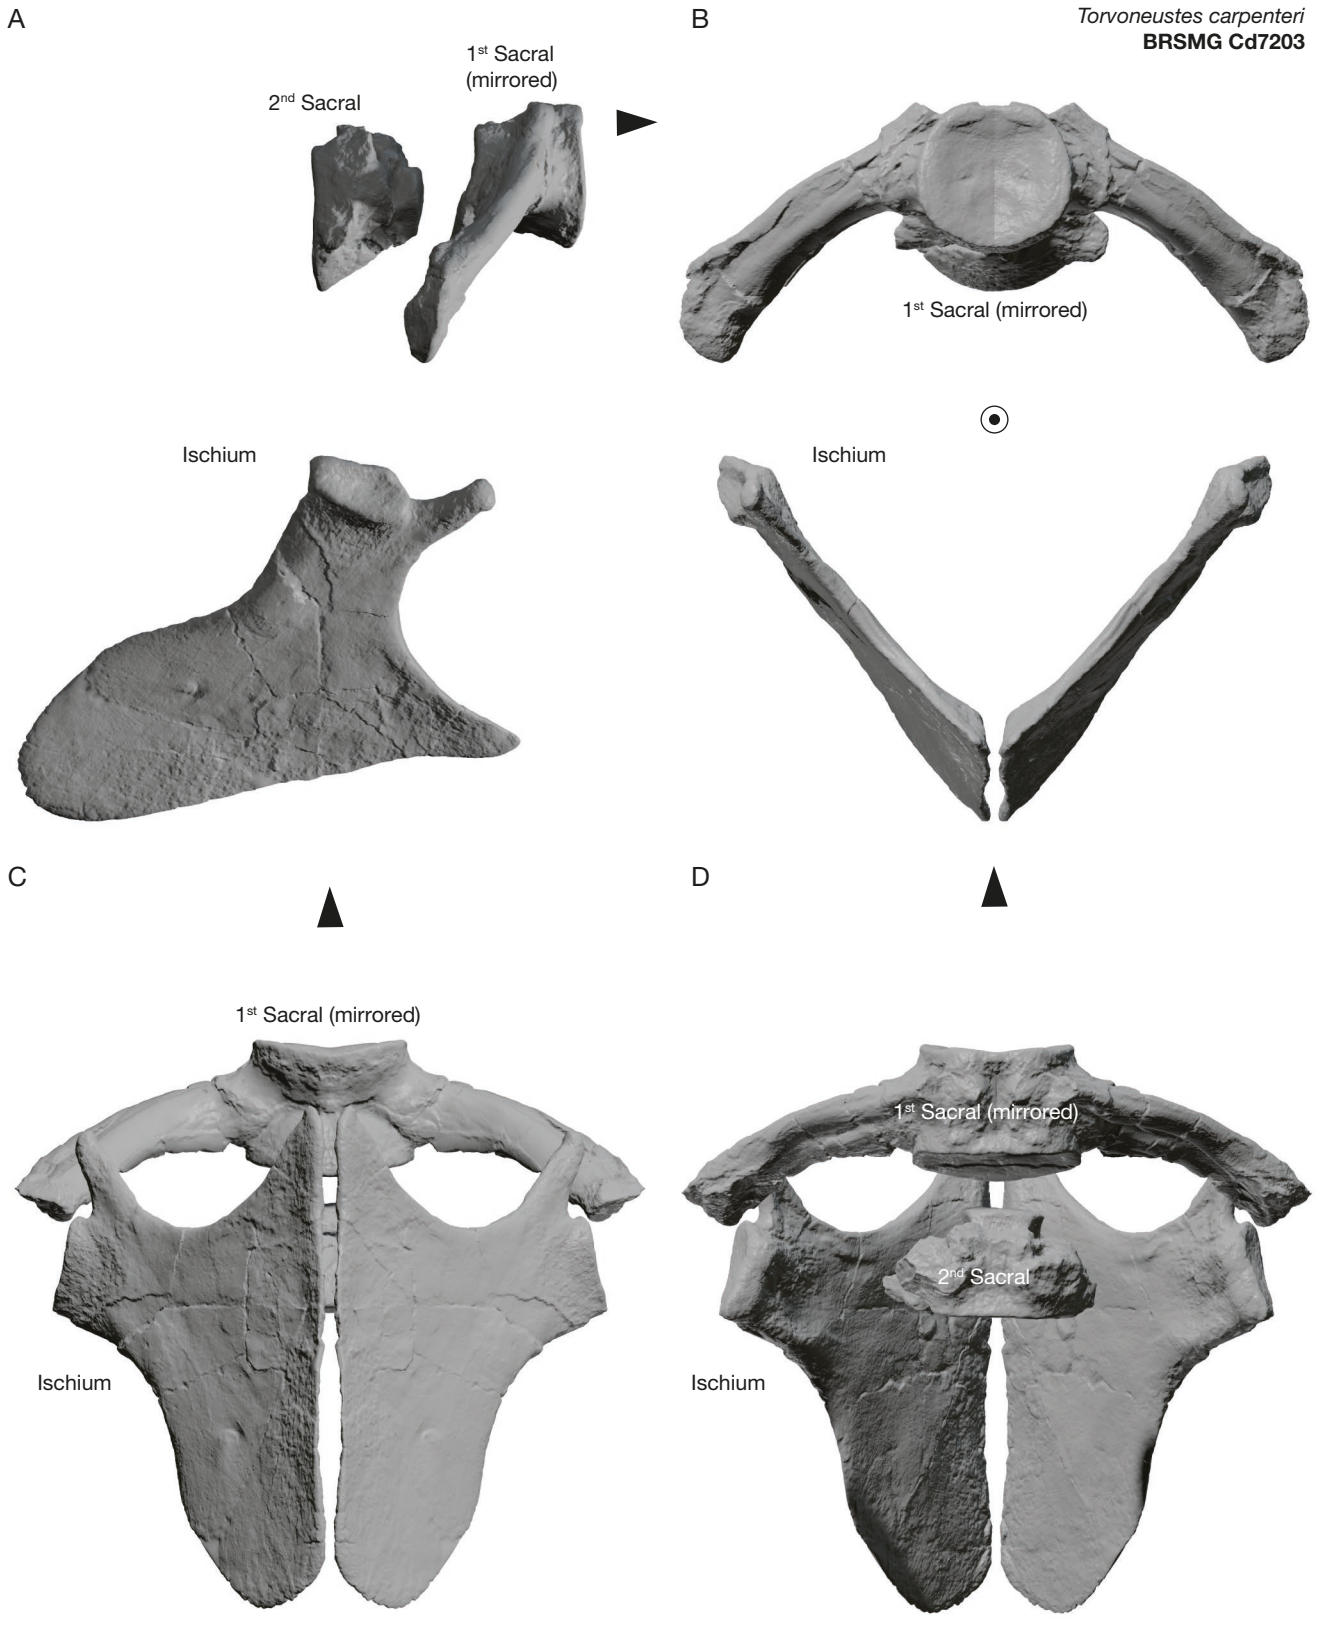 A
B
Torvoneustes carpenteri
BRSMG Cd7203
1st Sacral
(mirrored)
2nd Sacral
1st Sacral (mirrored)
Ischium
Ischium
C
D
1st Sacral (mirrored)
1st Sacral (mirrored)
2nd Sacral
Ischium
Ischium